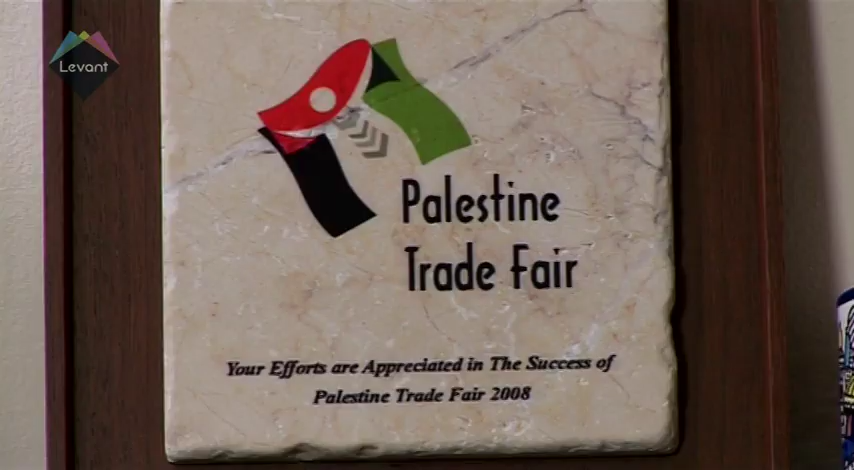 Levant
Palestine
Trade Fair
Your Efforts are Appreciated in The Success of
Palestine Trade Fair 2008